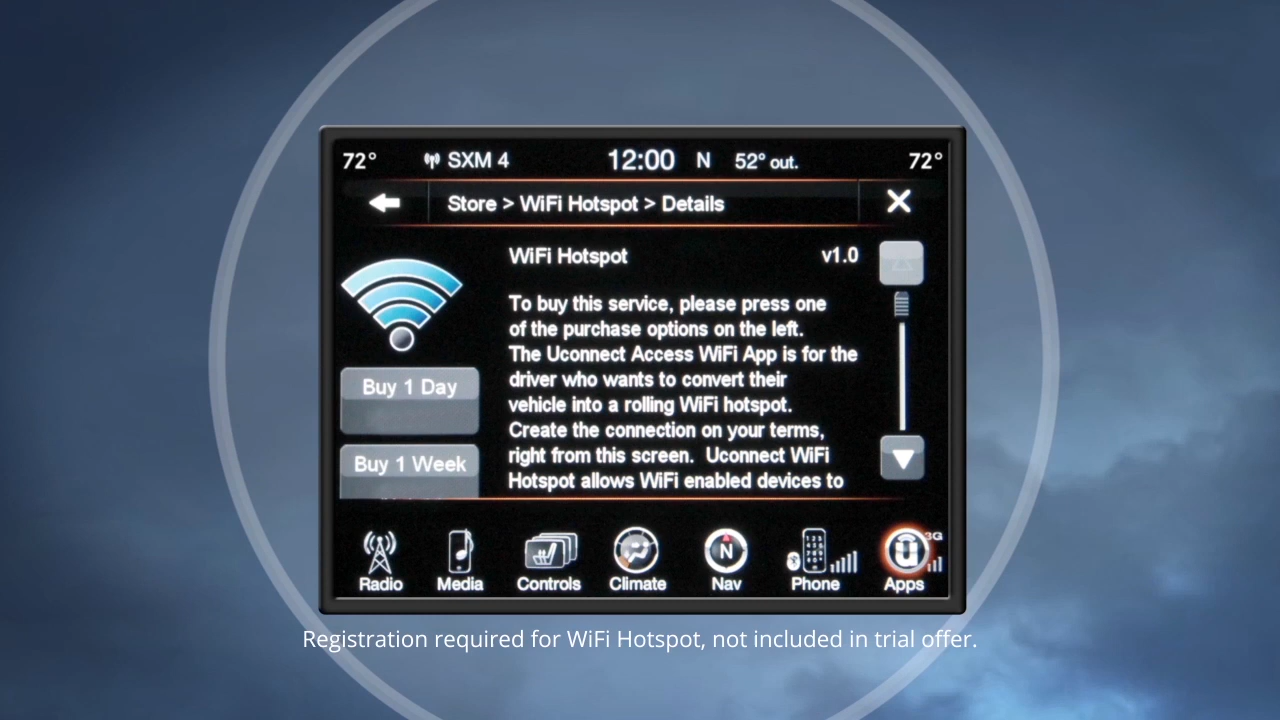 72° SXM 4 12:00 N 52° out. 72°
Store > WiFi Hotspot > Details
WiFi Hotspot v1.0
To buy this service, please press one
of the purchase options on the left.
The Uconnect Access WiFi App is for the
driver who wants to convert their
vehicle into a rolling WiFi hotspot.
Create the connection on your terms,
right from this screen. Uconnect WiFi
Hotspot allows WiFi enabled devices to
Buy 1 Day
Buy 1 Week
N
3G
Radio Media Controls Climate Nav Phone Apps
Registration required for WiFi Hotspot, not included in trial offer.